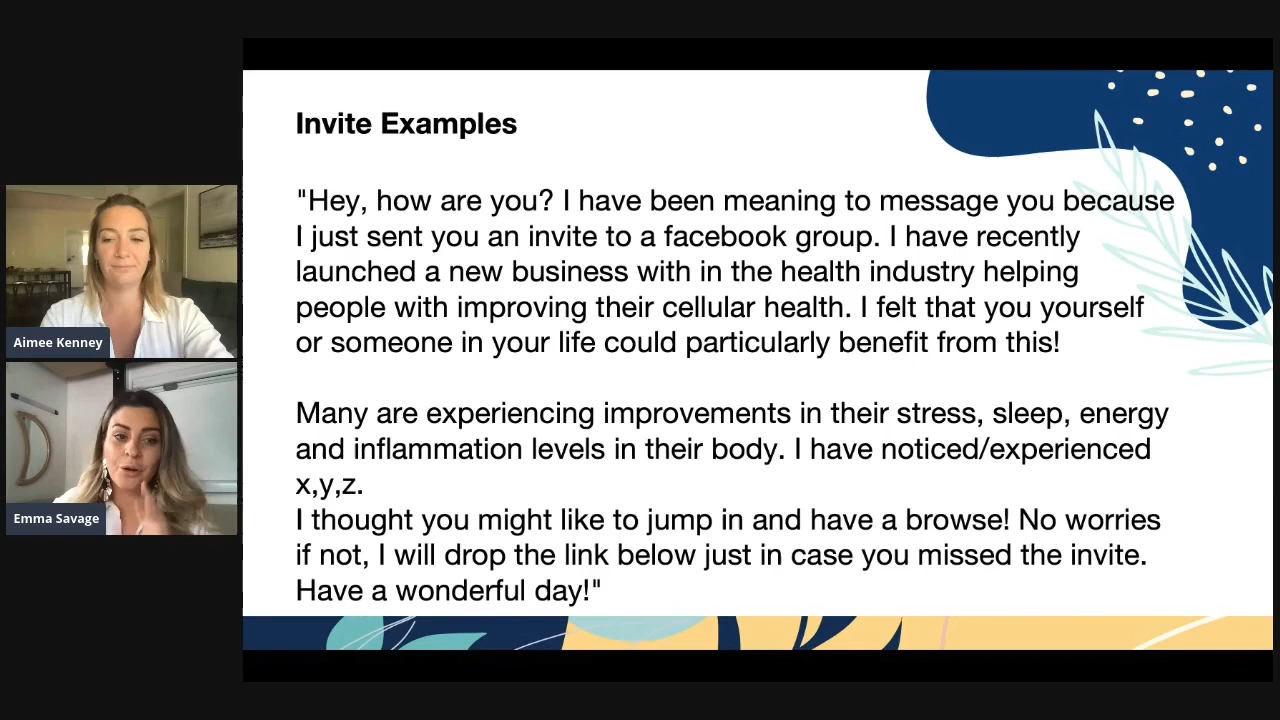 Invite Examples
"Hey, how are you? I have been meaning to message you because
I just sent you an invite to a facebook group. I have recently
launched a new business with in the health industry helping
people with improving their cellular health. I felt that you yourself
or someone in your life could particularly benefit from this!
Many are experiencing improvements in their stress, sleep, energy
and inflammation levels in their body. I have noticed/experienced
x,y,z.
I thought you might like to jump in and have a browse! No worries
if not, I will drop the link below just in case you missed the invite.
Have a wonderful day!"
Aimee Kenney
Emma Savage